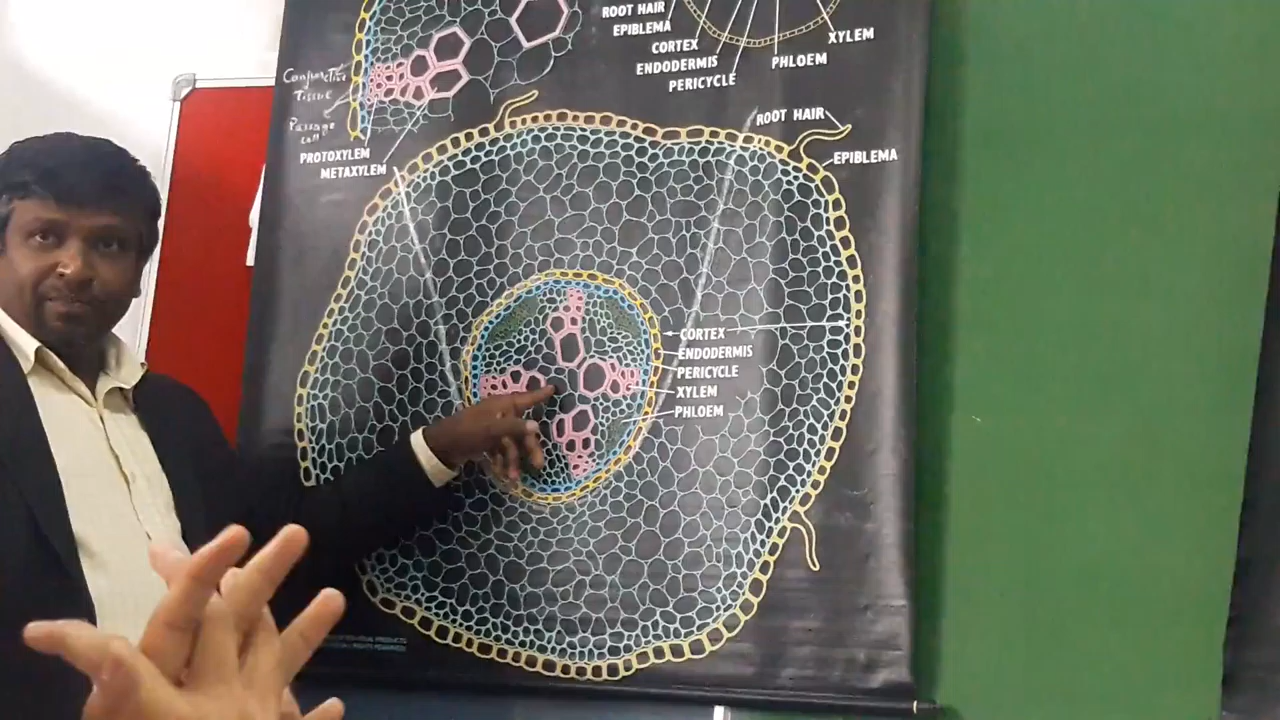 ROOT HAIR
EPIBLEMA
CORTEX
ENDODERMIS
PERICYCLE
XYLEM
PHLOEM
Conjunctive
Tissue
Passage
cell
PROTOXYLEM
METAXYLEM
ROOT HAIR
EPIBLEMA
CORTEX
ENDODERMIS
PERICYCLE
XYLEM
PHLOEM